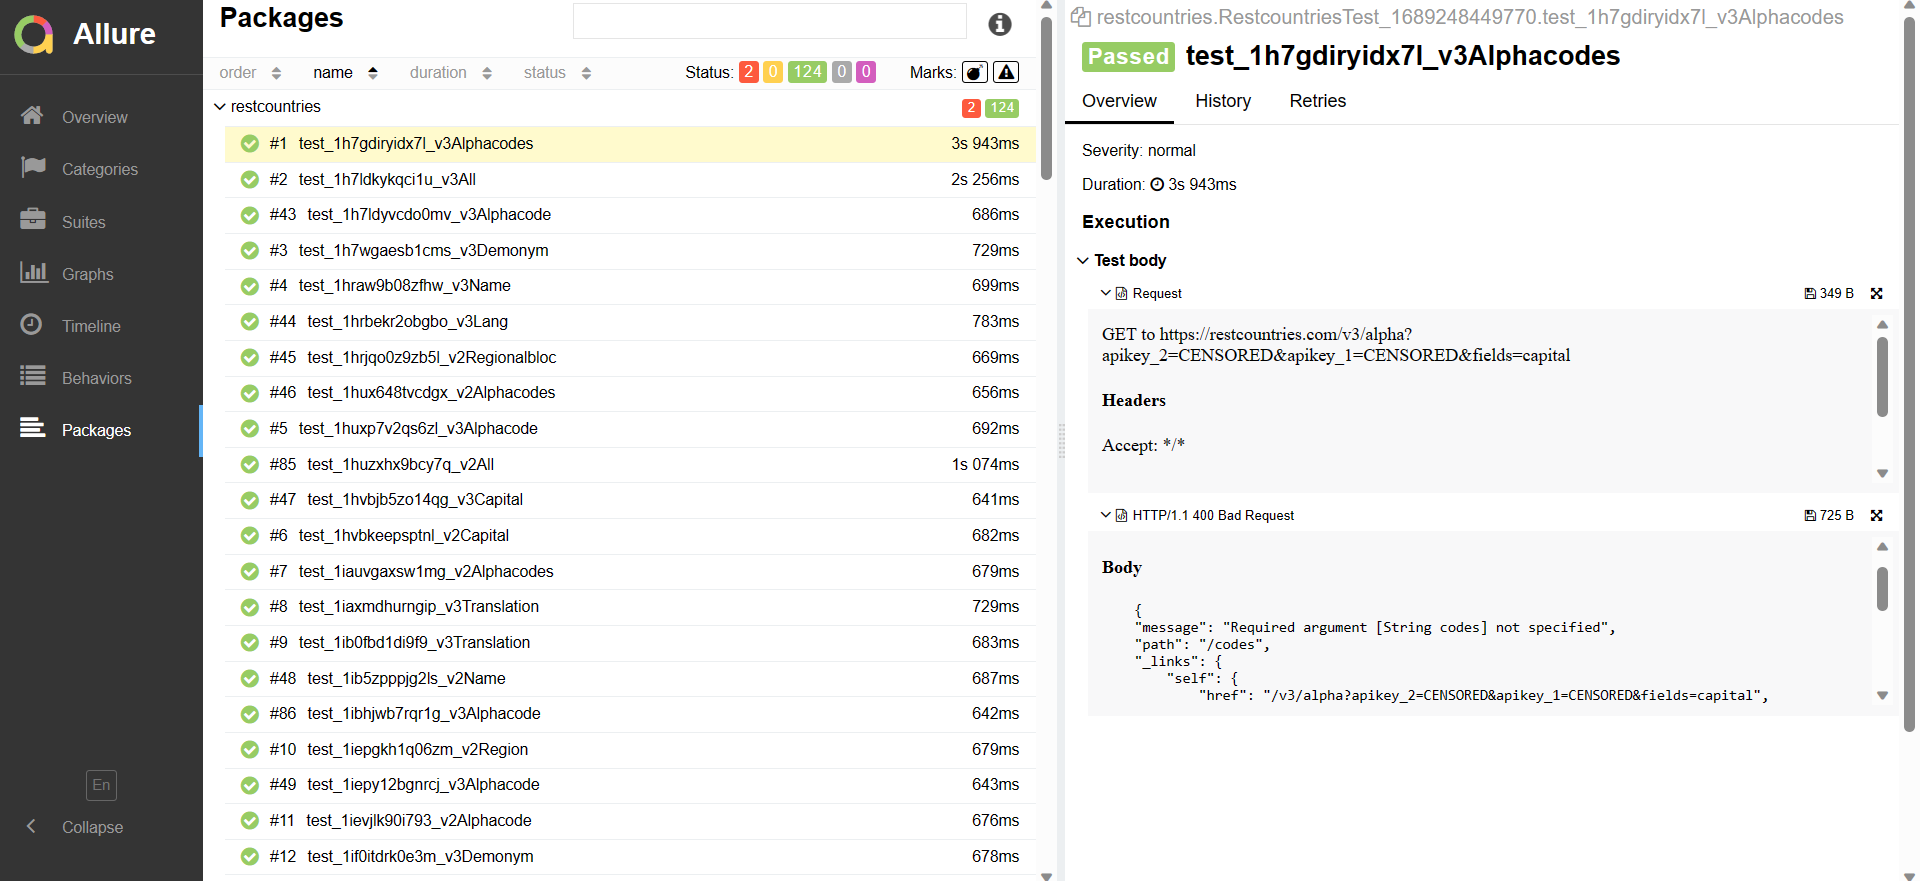 Allure
Overview
Categories
Suites
Graphs
Timeline
Behaviors
Packages
En
Collapse
Packages
order name duration status Status: 2 0 124 0 0 Marks:
restcountries 2 124
#1 test_1h7gdiryidx7l_v3Alphacodes 3s 943ms
#2 test_1h7ldkykqci1u_v3All 2s 256ms
#43 test_1h7ldyvcdo0mv_v3Alphacode 686ms
#3 test_1h7wgaesb1cms_v3Demonym 729ms
#4 test_1hraw9b08zfhw_v3Name 699ms
#44 test_1hrbekr2obgbo_v3Lang 783ms
#45 test_1hrjqo0z9zb5l_v2Regionalbloc 669ms
#46 test_1hux648tvcdgx_v2Alphacodes 656ms
#5 test_1huxp7v2qs6zl_v3Alphacode 692ms
#85 test_1huzxhx9bcy7q_v2All 1s 074ms
#47 test_1hvbjb5zo14qg_v3Capital 641ms
#6 test_1hvbkeepsptnl_v2Capital 682ms
#7 test_1iauvgaxsw1mg_v2Alphacodes 679ms
#8 test_1iaxmdhurngip_v3Translation 729ms
#9 test_1ib0fbd1di9f9_v3Translation 683ms
#48 test_1ib5zpppjg2ls_v2Name 687ms
#86 test_1ibhjwb7rqr1g_v3Alphacode 642ms
#10 test_1iepgkh1q06zm_v2Region 679ms
#49 test_1iepy12bgnrcj_v3Alphacode 643ms
#11 test_1ievjlk90i793_v2Alphacode 676ms
#12 test_1if0itdrk0e3m_v3Demonym 678ms
restcountries.RestcountriesTest_1689248449770.test_1h7gdiryidx7l_v3Alphacodes
Passed test_1h7gdiryidx7l_v3Alphacodes
Overview History Retries
Severity: normal
Duration: 3s 943ms
Execution
Test body
Request 349 B
GET to https://restcountries.com/v3/alpha?
apikey_2=CENSORED&apikey_1=CENSORED&fields=capital
Headers
Accept: */*
HTTP/1.1 400 Bad Request 725 B
Body
{
"message": "Required argument [String codes] not specified",
"path": "/codes",
"_links": {
"self": {
"href": "/v3/alpha?apikey_2=CENSORED&apikey_1=CENSORED&fields=capital",